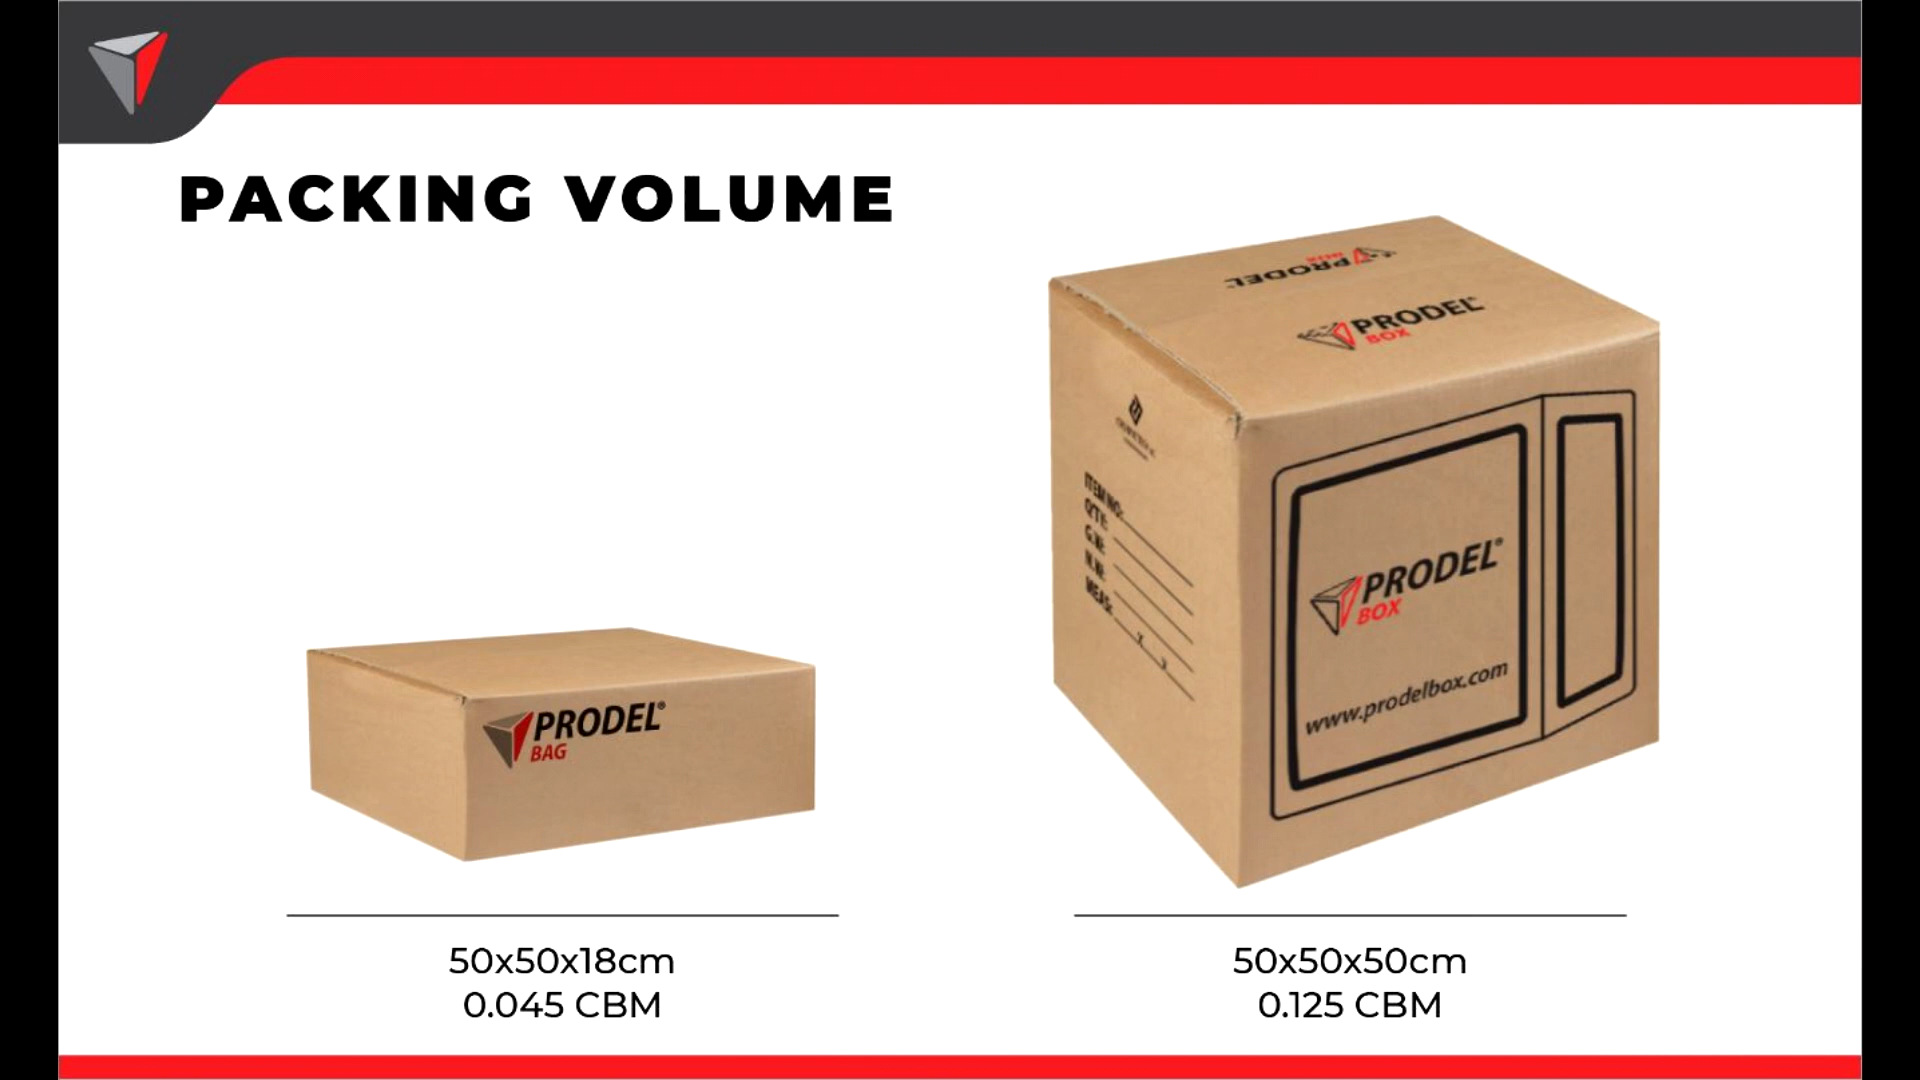 PACKING VOLUME
PRODEL
PRODEL®
BOX
ITEM NO:
Q'TY:
G.W:
N.W:
MEAS:
X
X
PRODEL®
BOX
www.prodelbox.com
PRODEL®
BAG
50x50x18cm
0.045 CBM
50x50x50cm
0.125 CBM